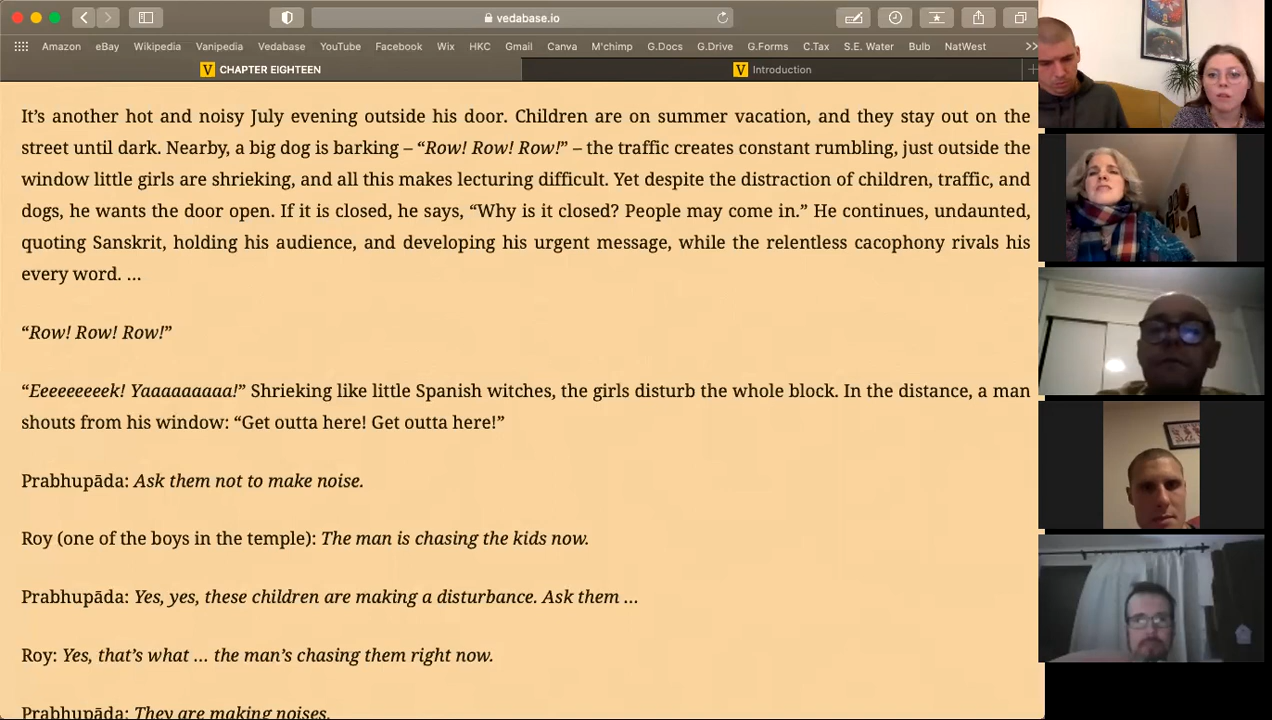 vedabase.io
Amazon eBay Wikipedia Vanipedia Vedabase YouTube Facebook Wix HKC Gmail Canva M'chimp G.Docs G.Drive G.Forms C.Tax S.E. Water Bulb NatWest >>
V CHAPTER EIGHTEEN V Introduction +
It’s another hot and noisy July evening outside his door. Children are on summer vacation, and they stay out on the
street until dark. Nearby, a big dog is barking – “Row! Row! Row!” – the traffic creates constant rumbling, just outside the
window little girls are shrieking, and all this makes lecturing difficult. Yet despite the distraction of children, traffic, and
dogs, he wants the door open. If it is closed, he says, “Why is it closed? People may come in.” He continues, undaunted,
quoting Sanskrit, holding his audience, and developing his urgent message, while the relentless cacophony rivals his
every word. …
“Row! Row! Row!”
“Eeeeeeeeek! Yaaaaaaaaa!” Shrieking like little Spanish witches, the girls disturb the whole block. In the distance, a man
shouts from his window: “Get outta here! Get outta here!”
Prabhupāda: Ask them not to make noise.
Roy (one of the boys in the temple): The man is chasing the kids now.
Prabhupāda: Yes, yes, these children are making a disturbance. Ask them …
Roy: Yes, that’s what … the man’s chasing them right now.
Prabhupāda: They are making noises.